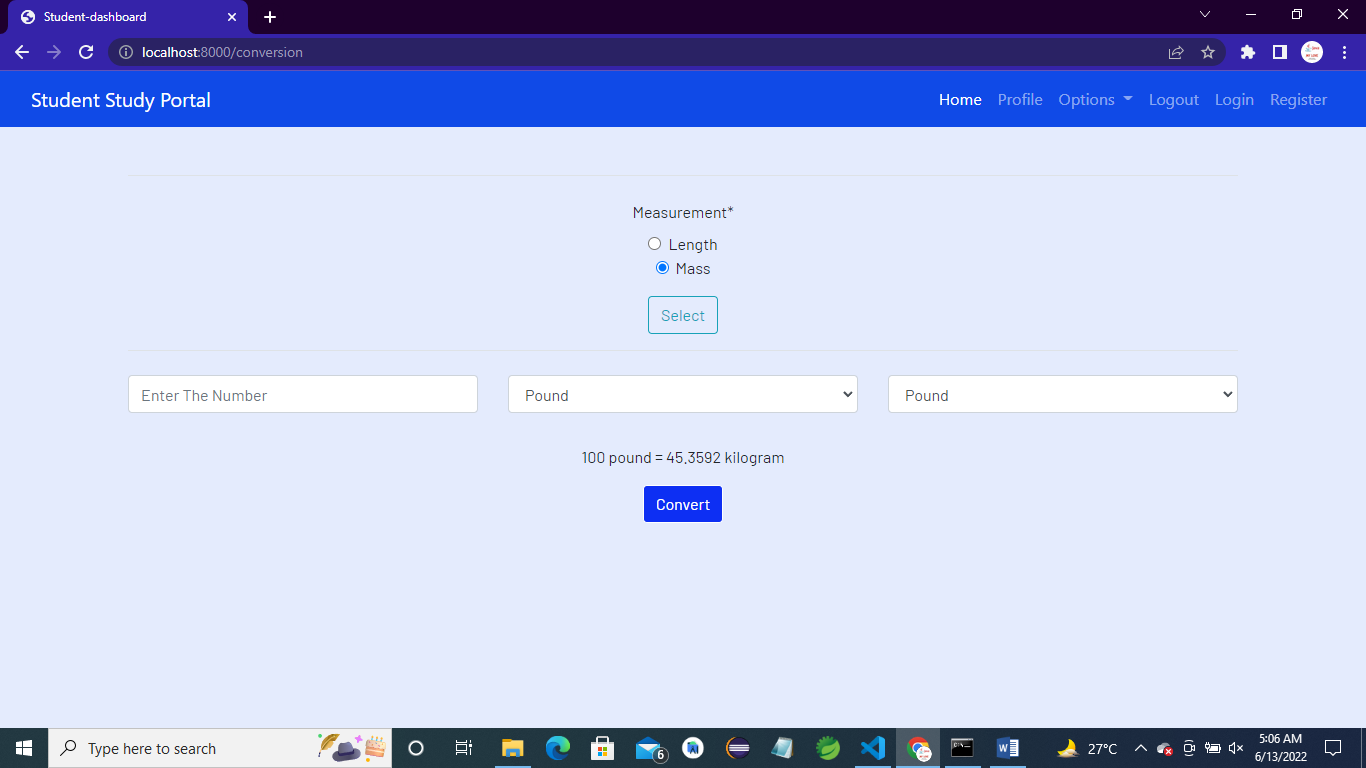 Student-dashboard
localhost:8000/conversion
Student Study Portal
Home Profile Options Logout Login Register
Measurement*
Length
Mass
Select
Enter The Number Pound Pound
100 pound = 45.3592 kilogram
Convert
Type here to search
6
27°C
5:06 AM
6/13/2022